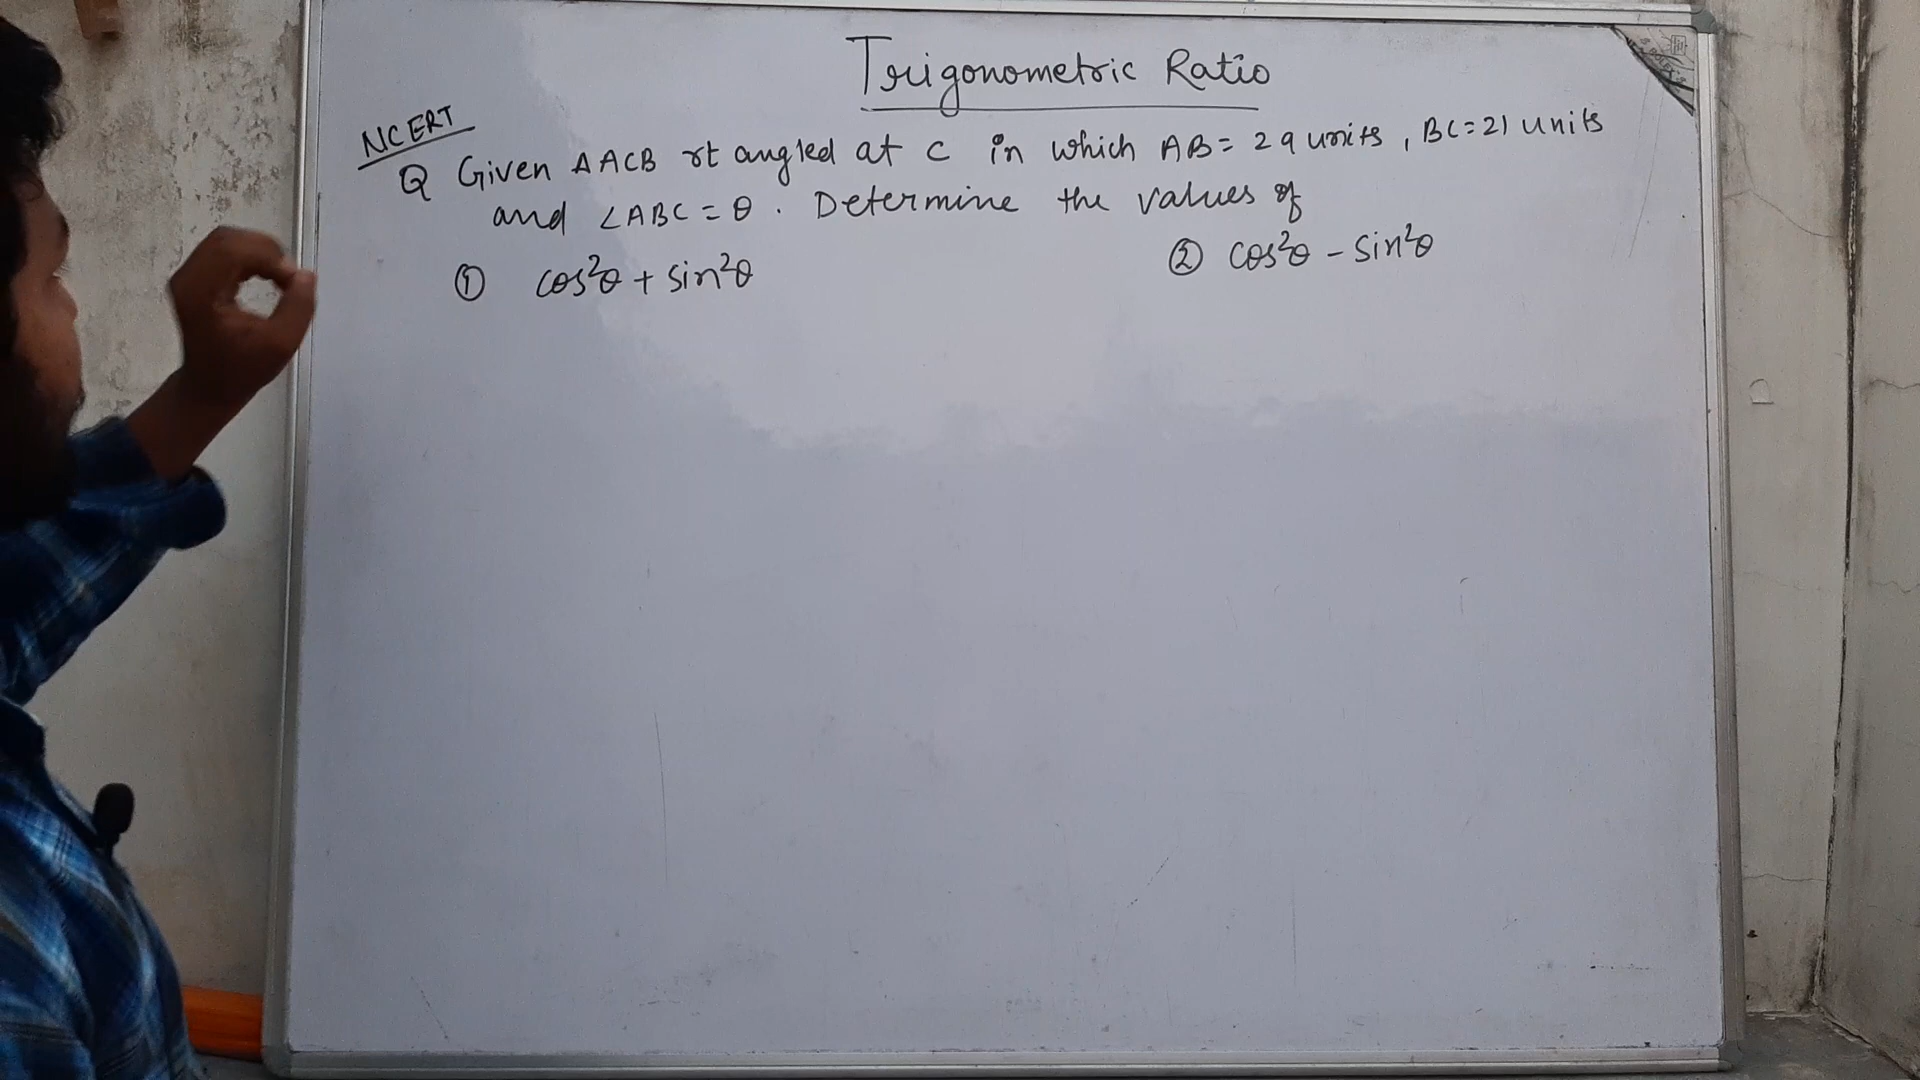 Trigonometric Ratio
NCERT
Q Given △ACB rt angled at C in which AB = 29 units, BC = 21 units
and ∠ABC = θ. Determine the values of
① cos²θ + sin²θ ② cos²θ - sin²θ